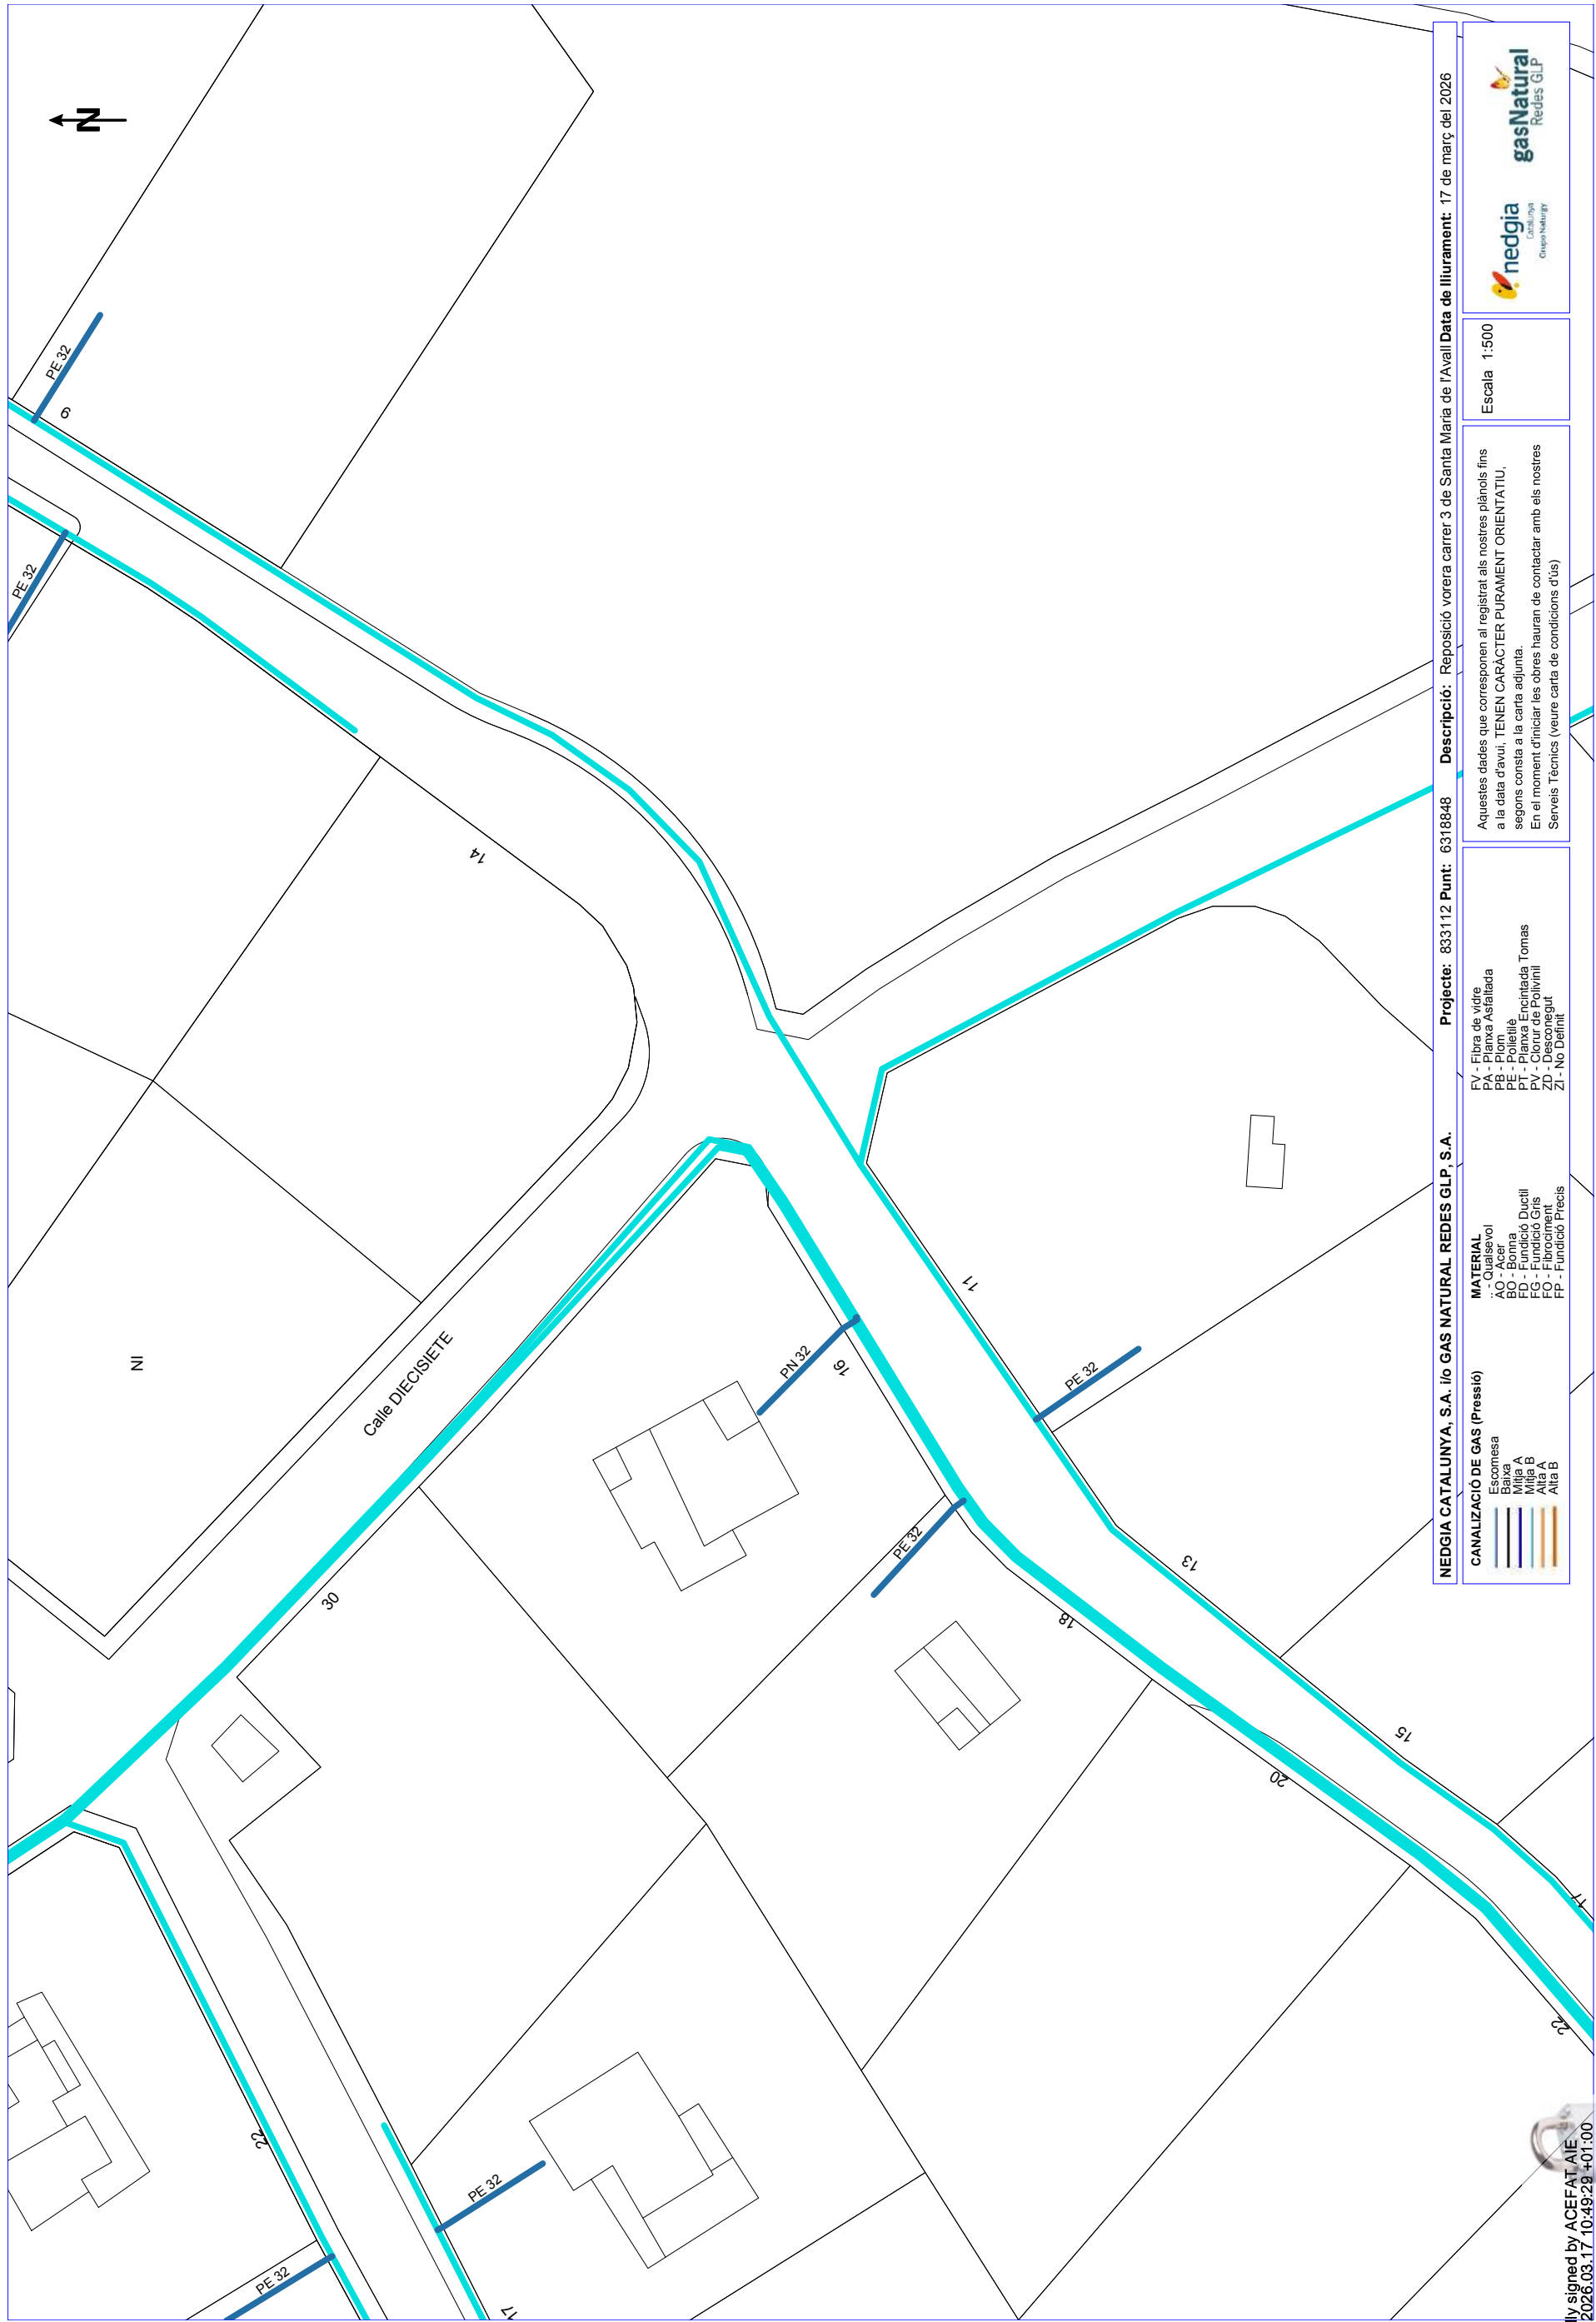 N
PE 32
6
PE 32
14
NI
Calle DIECISIETE
30
PN 32
16
11
PE 32
PE 32
13
18
15
20
17
22
22
PE 32
PE 32
17
NEDGIA CATALUNYA, S.A. i/o GAS NATURAL REDES GLP, S.A. Projecte: 833112 Punt: 6318848 Descripció: Reposició vorera carrer 3 de Santa Maria de l'Avall Data de lliurament: 17 de març del 2026
CANALIZACIÓ DE GAS (Pressió)
Escomesa
Baixa
Mitja A
Mitja B
Alta A
Alta B
MATERIAL
.. - Qualsevol
AO - Acer
BO - Bonna
FD - Fundició Ductil
FG - Fundició Gris
FO - Fibrociment
FP - Fundició Precis
FV - Fibra de vidre
PA - Planxa Asfaltada
PB - Plom
PE - Polietilè
PT - Planxa Encintada Tomas
PV - Clorur de Polivinil
ZD - Desconegut
ZI - No Definit
Aquestes dades que corresponen al registrat als nostres plànols fins
a la data d'avui, TENEN CARÀCTER PURAMENT ORIENTATIU,
segons consta a la carta adjunta.
En el moment d'iniciar les obres hauran de contactar amb els nostres
Serveis Tècnics (veure carta de condicions d'ús)
Escala 1:500
nedgia
Catalunya
Grupo Naturgy
gasNatural
Redes GLP
lly signed by ACEFAT, AIE
2026.03.17 10:49:29 +01:00